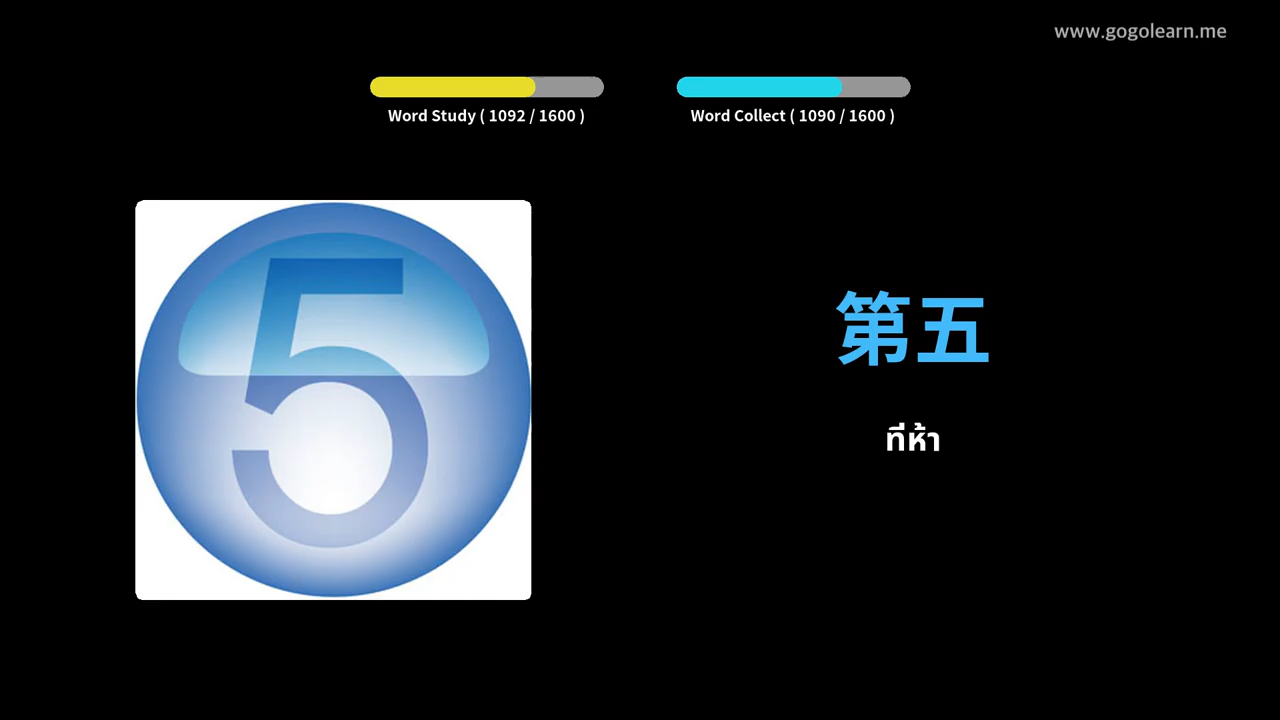 www.gogolearn.me
Word Study ( 1092 / 1600 )
Word Collect ( 1090 / 1600 )
5
第五
ทีห้า